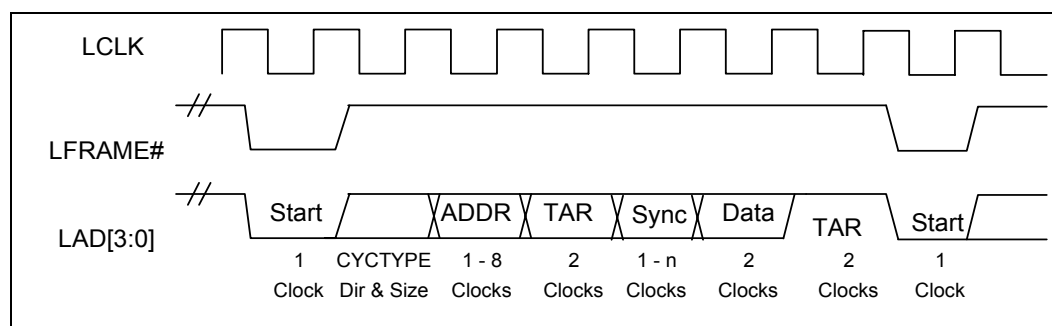 LCLK
LFRAME#
LAD[3:0]
Start ADDR TAR Sync Data TAR Start
1 CYCTYPE 1 - 8 2 1 - n 2 2 1
Clock Dir & Size Clocks Clocks Clocks Clocks Clocks Clock